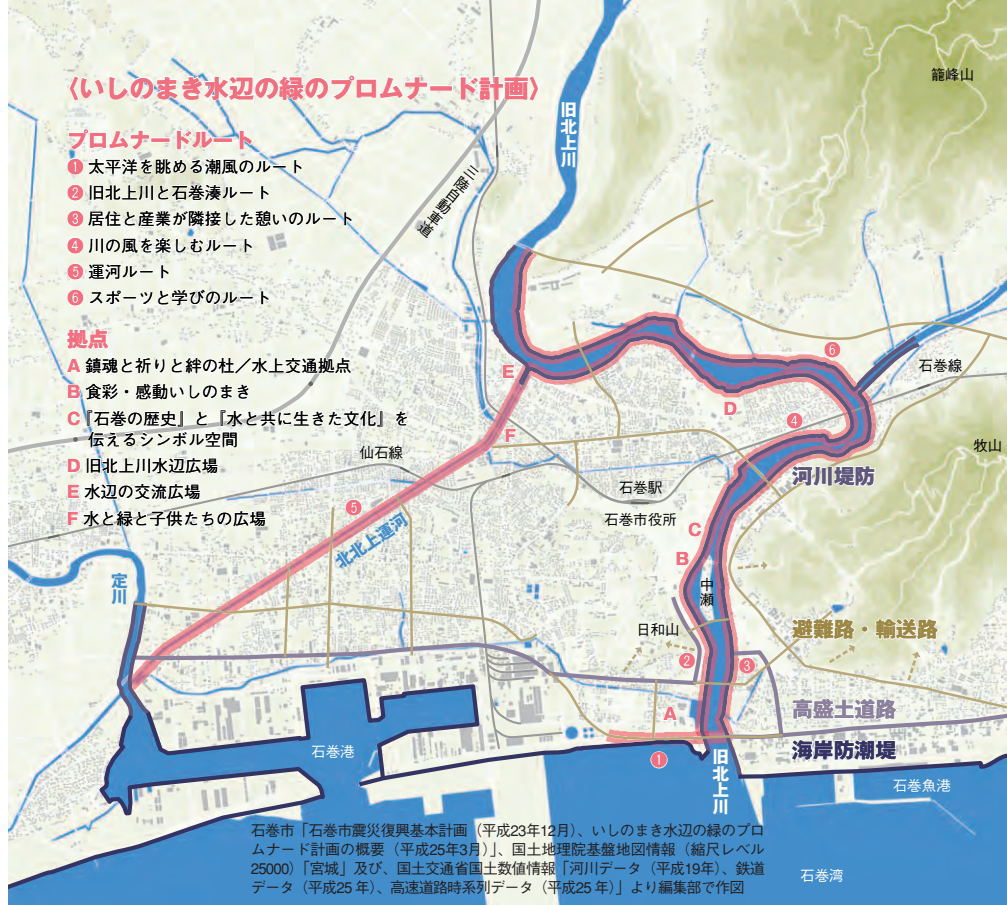 〈いしのまき水辺の緑のプロムナード計画〉
プロムナードルート
1 太平洋を眺める潮風のルート
2 旧北上川と石巻湊ルート
3 居住と産業が隣接した憩いのルート
4 川の風を楽しむルート
5 運河ルート
6 スポーツと学びのルート
拠点
A 鎮魂と祈りと絆の杜／水上交通拠点
B 食彩・感動いしのまき
C『石巻の歴史』と『水と共に生きた文化』を
伝えるシンボル空間
D 旧北上川水辺広場
E 水辺の交流広場
F 水と緑と子供たちの広場
籠峰山
旧北上川
三陸自動車道
6
石巻線
E
D
4
F
牧山
仙石線
河川堤防
石巻駅
5
石巻市役所
C
北北上運河
B
定川
中瀬
日和山
避難路・輸送路
2
3
高盛土道路
A
石巻港
海岸防潮堤
1
旧北上川
石巻魚港
石巻湾
石巻市「石巻市震災復興基本計画（平成23年12月）、いしのまき水辺の緑のプロ
ムナード計画の概要（平成25年3月）」、国土地理院基盤地図情報（縮尺レベル
25000）「宮城」及び、国土交通省国土数値情報「河川データ（平成19年）、鉄道
データ（平成25 年）、高速道路時系列データ（平成25 年）」より編集部で作図